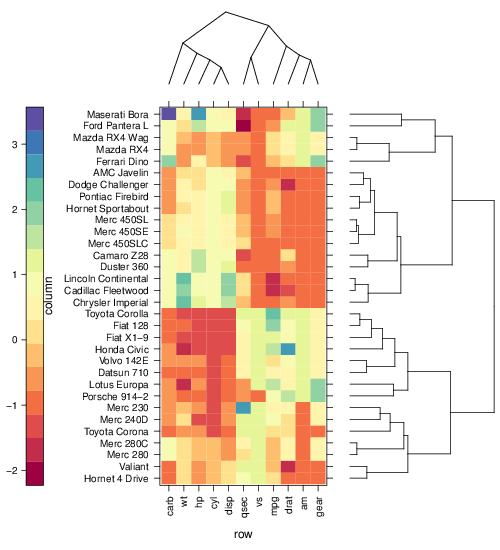 Maserati Bora
Ford Pantera L
Mazda RX4 Wag
Mazda RX4
Ferrari Dino
AMC Javelin
Dodge Challenger
Pontiac Firebird
Hornet Sportabout
Merc 450SL
Merc 450SE
Merc 450SLC
Camaro Z28
Duster 360
Lincoln Continental
Cadillac Fleetwood
Chrysler Imperial
Toyota Corolla
Fiat 128
Fiat X1−9
Honda Civic
Volvo 142E
Datsun 710
Lotus Europa
Porsche 914−2
Merc 230
Merc 240D
Toyota Corona
Merc 280C
Merc 280
Valiant
Hornet 4 Drive
3
2
1
0
−1
−2
column
carb wt hp cyl disp qsec vs mpg drat am gear
row